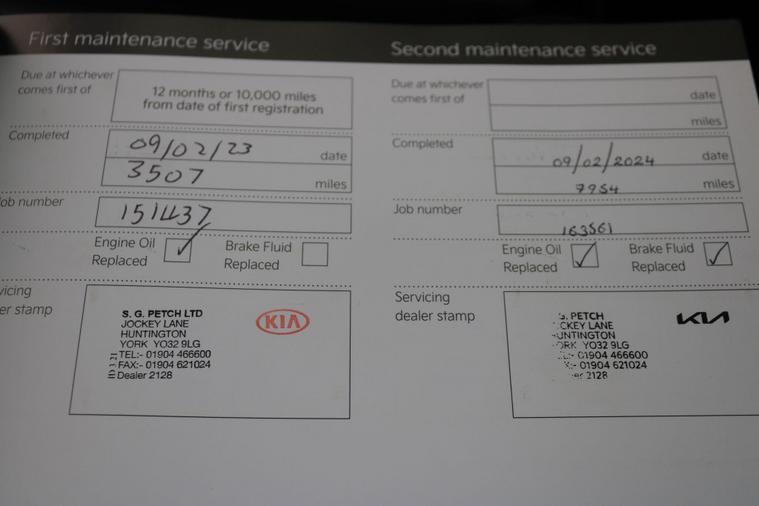 First maintenance service
Due at whichever
comes first of
12 months or 10,000 miles
from date of first registration
Completed
09/02/23 date
3507 miles
Job number
151437
Engine Oil
Replaced
Brake Fluid
Replaced
S. G. PETCH LTD
JOCKEY LANE
HUNTINGTON
YORK YO32 9LG
TEL:- 01904 466600
FAX:- 01904 621024
Dealer 2128
KIA
Second maintenance service
Due at whichever
comes first of
date
miles
Completed
09/02/2024 date
7954 miles
Job number
163561
Engine Oil
Replaced
Brake Fluid
Replaced
Servicing
dealer stamp
G. PETCH
CKEY LANE
UNTINGTON
ORK YO32 9LG
:- 01904 466600
:- 01904 621024
er 2128
KIA